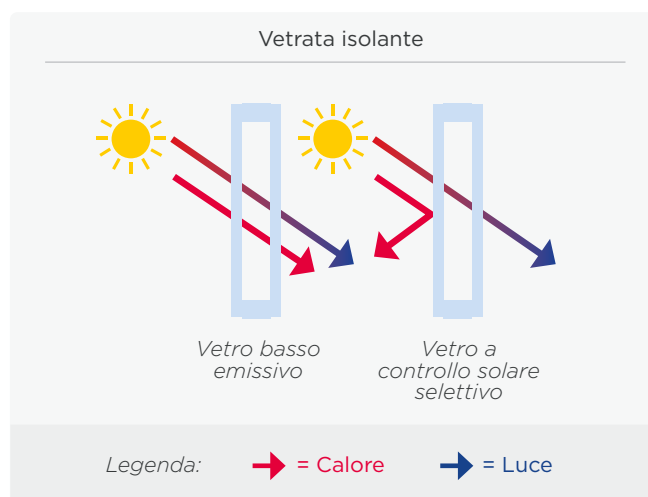 Vetrata isolante
Vetro basso
emissivo
Vetro a
controllo solare
selettivo
Legenda:
= Calore
= Luce